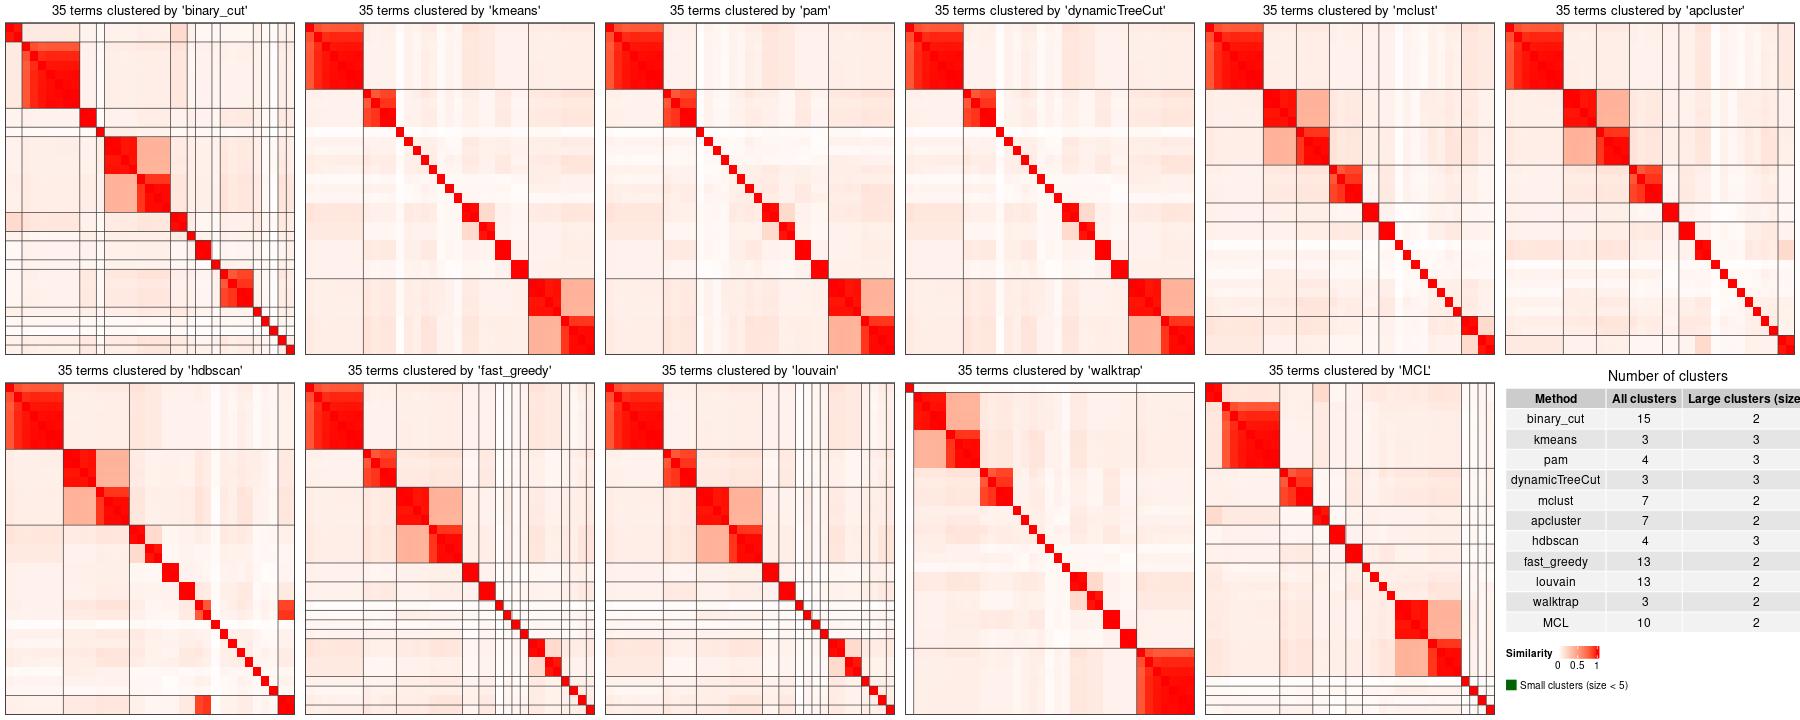 35 terms clustered by 'binary_cut'
35 terms clustered by 'kmeans'
35 terms clustered by 'pam'
35 terms clustered by 'dynamicTreeCut'
35 terms clustered by 'mclust'
35 terms clustered by 'apcluster'
35 terms clustered by 'hdbscan'
35 terms clustered by 'fast_greedy'
35 terms clustered by 'louvain'
35 terms clustered by 'walktrap'
35 terms clustered by 'MCL'
Number of clusters
Method All clusters Large clusters (size
binary_cut 15 2
kmeans 3 3
pam 4 3
dynamicTreeCut 3 3
mclust 7 2
apcluster 7 2
hdbscan 4 3
fast_greedy 13 2
louvain 13 2
walktrap 3 2
MCL 10 2
Similarity
0 0.5 1
Small clusters (size < 5)